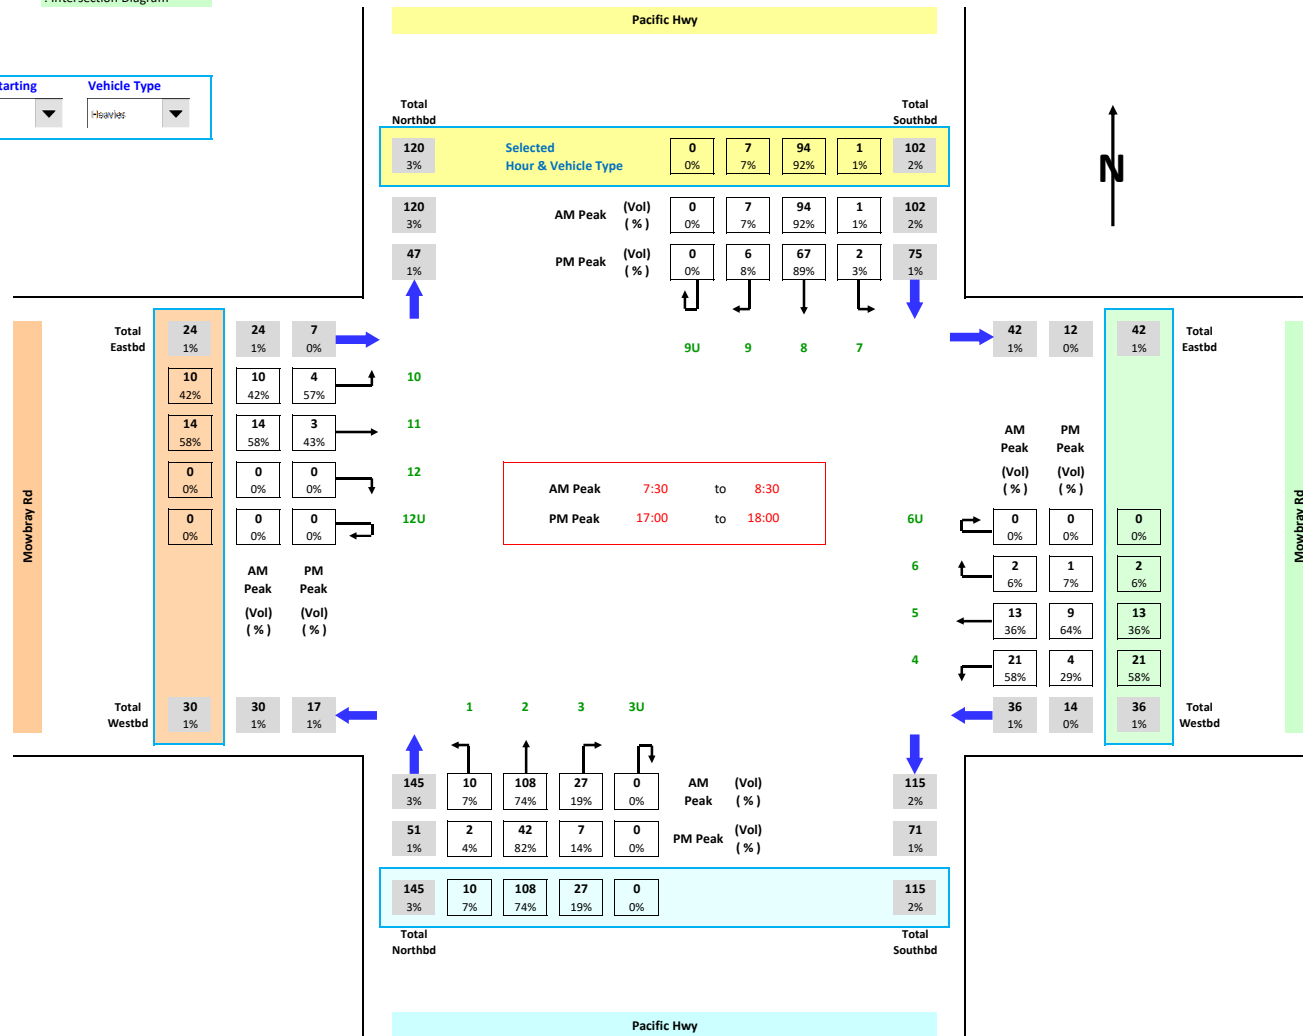 : Intersection Diagram
Pacific Hwy
tarting Vehicle Type
Heavies
Total Northbd
Total Southbd
120 Selected 0 7 94 1 102
3% Hour & Vehicle Type 0% 7% 92% 1% 2%
120 AM Peak (Vol) 0 7 94 1 102
3% ( % ) 0% 7% 92% 1% 2%
47 PM Peak (Vol) 0 6 67 2 75
1% ( % ) 0% 8% 89% 3% 1%
N
9U 9 8 7
Total Eastbd
24 24 7
1% 1% 0%
10 10 4
42% 42% 57%
10
14 14 3
58% 58% 43%
11
0 0 0
0% 0% 0%
12
0 0 0
0% 0% 0%
12U
AM PM
Peak Peak
(Vol) (Vol)
( % ) ( % )
Mowbray Rd
Total Westbd
30 30 17
1% 1% 1%
AM Peak 7:30 to 8:30
PM Peak 17:00 to 18:00
42 12 42
1% 0% 1%
Total Eastbd
AM PM
Peak Peak
(Vol) (Vol)
( % ) ( % )
6U
0 0 0
0% 0% 0%
6
2 1 2
6% 7% 6%
5
13 9 13
36% 64% 36%
4
21 4 21
58% 29% 58%
36 14 36
1% 0% 1%
Total Westbd
Mowbray Rd
1 2 3 3U
145 10 108 27 0 AM (Vol) 115
3% 7% 74% 19% 0% Peak ( % ) 2%
51 2 42 7 0 PM Peak (Vol) 71
1% 4% 82% 14% 0% ( % ) 1%
145 10 108 27 0 115
3% 7% 74% 19% 0% 2%
Total Northbd
Total Southbd
Pacific Hwy